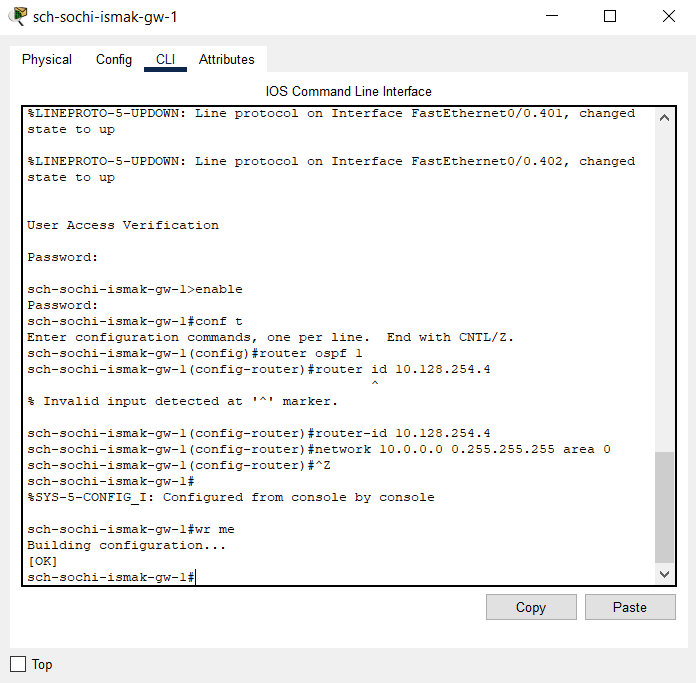 sch-sochi-ismak-gw-1
Physical Config CLI Attributes
IOS Command Line Interface
%LINEPROTO-5-UPDOWN: Line protocol on Interface FastEthernet0/0.401, changed
state to up
%LINEPROTO-5-UPDOWN: Line protocol on Interface FastEthernet0/0.402, changed
state to up
User Access Verification
Password:
sch-sochi-ismak-gw-1>enable
Password:
sch-sochi-ismak-gw-1#conf t
Enter configuration commands, one per line.  End with CNTL/Z.
sch-sochi-ismak-gw-1(config)#router ospf 1
sch-sochi-ismak-gw-1(config-router)#router id 10.128.254.4
^
% Invalid input detected at '^' marker.
sch-sochi-ismak-gw-1(config-router)#router-id 10.128.254.4
sch-sochi-ismak-gw-1(config-router)#network 10.0.0.0 0.255.255.255 area 0
sch-sochi-ismak-gw-1(config-router)#^Z
sch-sochi-ismak-gw-1#
%SYS-5-CONFIG_I: Configured from console by console
sch-sochi-ismak-gw-1#wr me
Building configuration...
[OK]
sch-sochi-ismak-gw-1#
Copy Paste
Top